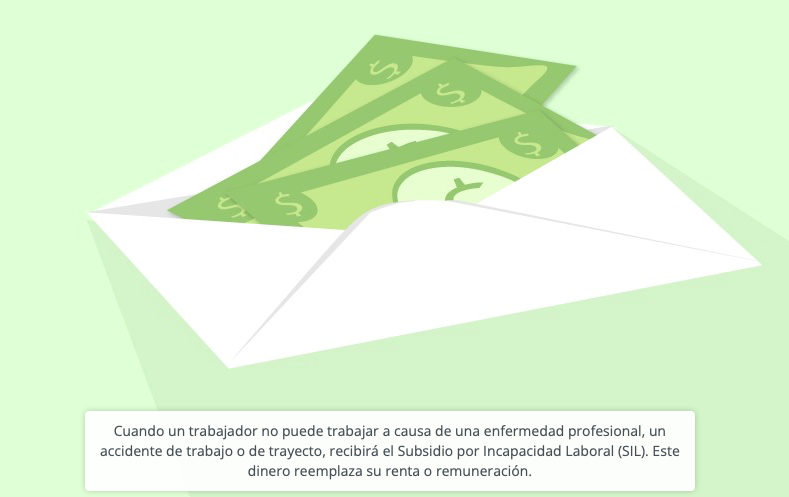 Cuando un trabajador no puede trabajar a causa de una enfermedad profesional, un
accidente de trabajo o de trayecto, recibirá el Subsidio por Incapacidad Laboral (SIL). Este
dinero reemplaza su renta o remuneración.